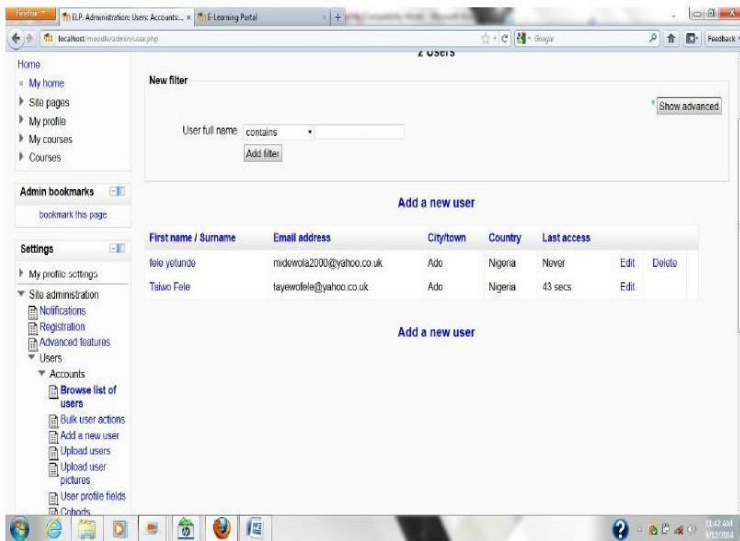 Firefox
ELP: Administration: Users: Accounts:...
E-Learning Portal
localhost/moodle/admin/user.php
Google
Feedback
2 Users
Home
My home
Site pages
My profile
My courses
Courses
New filter
* Show advanced
User full name contains
Add filter
Admin bookmarks
bookmark this page
Add a new user
First name / Surname Email address City/town Country Last access
fele yetunde midewola2000@yahoo.co.uk Ado Nigeria Never Edit Delete
Taiwo Fele tayewofele@yahoo.co.uk Ado Nigeria 43 secs Edit
Add a new user
Settings
My profile settings
Site administration
Notifications
Registration
Advanced features
Users
Accounts
Browse list of
users
Bulk user actions
Add a new user
Upload users
Upload user
pictures
User profile fields
Cohorts
11:42 AM
9/12/2014